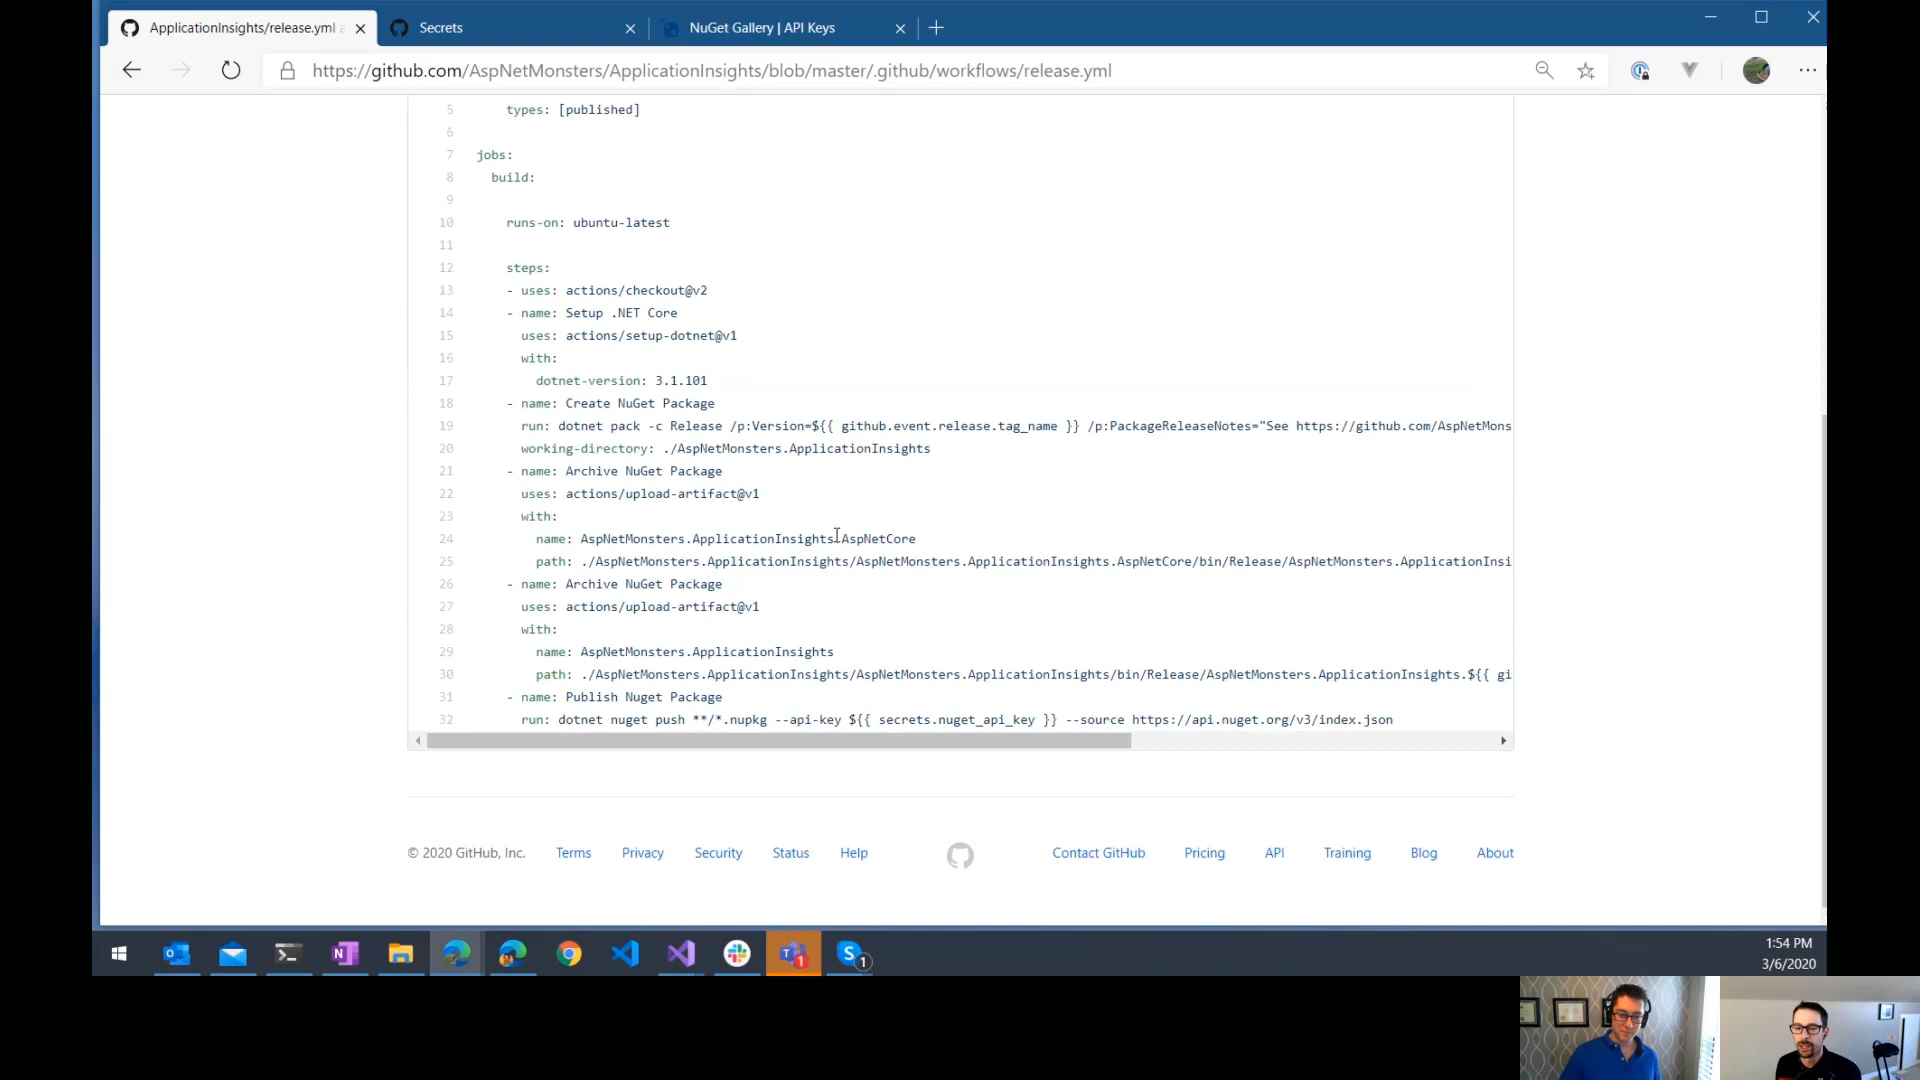 ApplicationInsights/release.yml a
Secrets
NuGet Gallery | API Keys
https://github.com/AspNetMonsters/ApplicationInsights/blob/master/.github/workflows/release.yml
5 types: [published]
6
7 jobs:
8 build:
9
10 runs-on: ubuntu-latest
11
12 steps:
13 - uses: actions/checkout@v2
14 - name: Setup .NET Core
15 uses: actions/setup-dotnet@v1
16 with:
17 dotnet-version: 3.1.101
18 - name: Create NuGet Package
19 run: dotnet pack -c Release /p:Version=${{ github.event.release.tag_name }} /p:PackageReleaseNotes="See https://github.com/AspNetMons
20 working-directory: ./AspNetMonsters.ApplicationInsights
21 - name: Archive NuGet Package
22 uses: actions/upload-artifact@v1
23 with:
24 name: AspNetMonsters.ApplicationInsights.AspNetCore
25 path: ./AspNetMonsters.ApplicationInsights/AspNetMonsters.ApplicationInsights.AspNetCore/bin/Release/AspNetMonsters.ApplicationInsi
26 - name: Archive NuGet Package
27 uses: actions/upload-artifact@v1
28 with:
29 name: AspNetMonsters.ApplicationInsights
30 path: ./AspNetMonsters.ApplicationInsights/AspNetMonsters.ApplicationInsights/bin/Release/AspNetMonsters.ApplicationInsights.${{ gi
31 - name: Publish Nuget Package
32 run: dotnet nuget push **/*.nupkg --api-key ${{ secrets.nuget_api_key }} --source https://api.nuget.org/v3/index.json
© 2020 GitHub, Inc. Terms Privacy Security Status Help Contact GitHub Pricing API Training Blog About
1:54 PM
3/6/2020